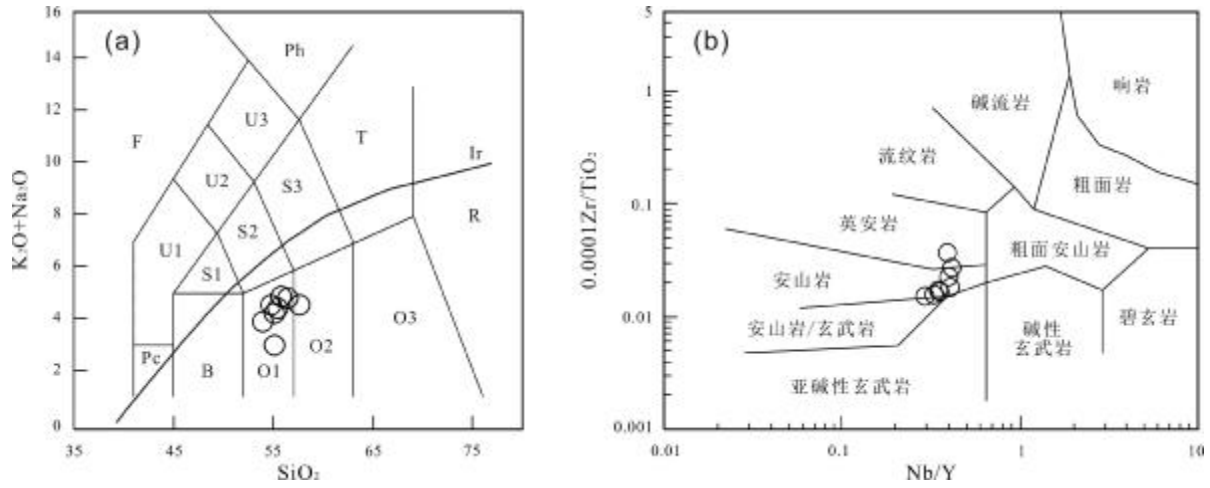 (a)
K₂O+Na₂O
16
14
12
10
8
6
4
2
0
Ph
U3
F
T
Ir
U2
S3
R
U1
S2
S1
O3
Pc
B
O1
O2
35
45
55
65
75
SiO₂
(b)
0.0001Zr/TiO₂
5
1
0.1
0.01
0.001
响岩
碱流岩
流纹岩
粗面岩
英安岩
粗面安山岩
安山岩
安山岩/玄武岩
碱性
玄武岩
碧玄岩
亚碱性玄武岩
0.01
0.1
1
10
Nb/Y